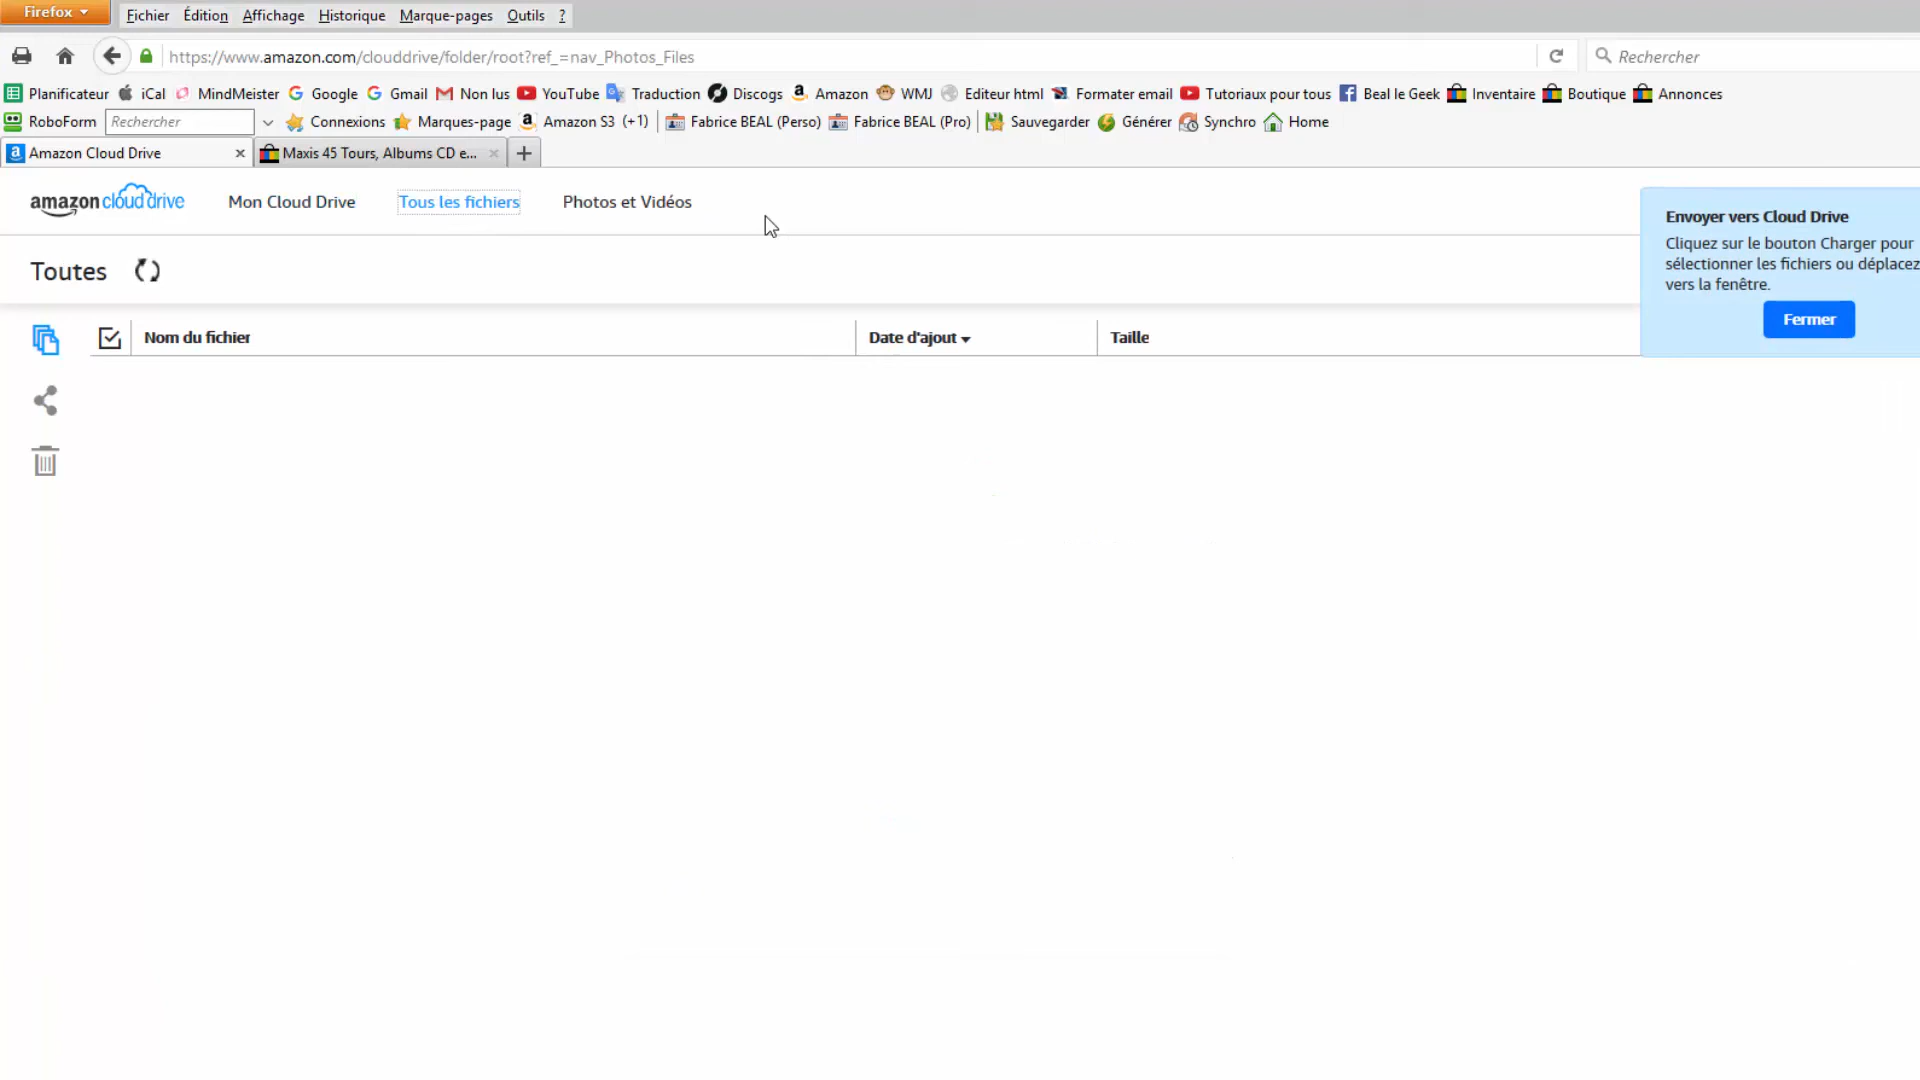 Firefox
Fichier Édition Affichage Historique Marque-pages Outils ?
https://www.amazon.com/clouddrive/folder/root?ref_=nav_Photos_Files
Rechercher
Planificateur iCal MindMeister Google Gmail Non lus YouTube Traduction Discogs Amazon WMJ Editeur html Formater email Tutoriaux pour tous Beal le Geek Inventaire Boutique Annonces
RoboForm Rechercher Connexions Marques-page Amazon S3 (+1) Fabrice BEAL (Perso) Fabrice BEAL (Pro) Sauvegarder Générer Synchro Home
Amazon Cloud Drive Maxis 45 Tours, Albums CD e...
amazon cloud drive Mon Cloud Drive Tous les fichiers Photos et Vidéos
Envoyer vers Cloud Drive
Cliquez sur le bouton Charger pour
sélectionner les fichiers ou déplacez
vers la fenêtre.
Fermer
Toutes
Nom du fichier Date d'ajout Taille